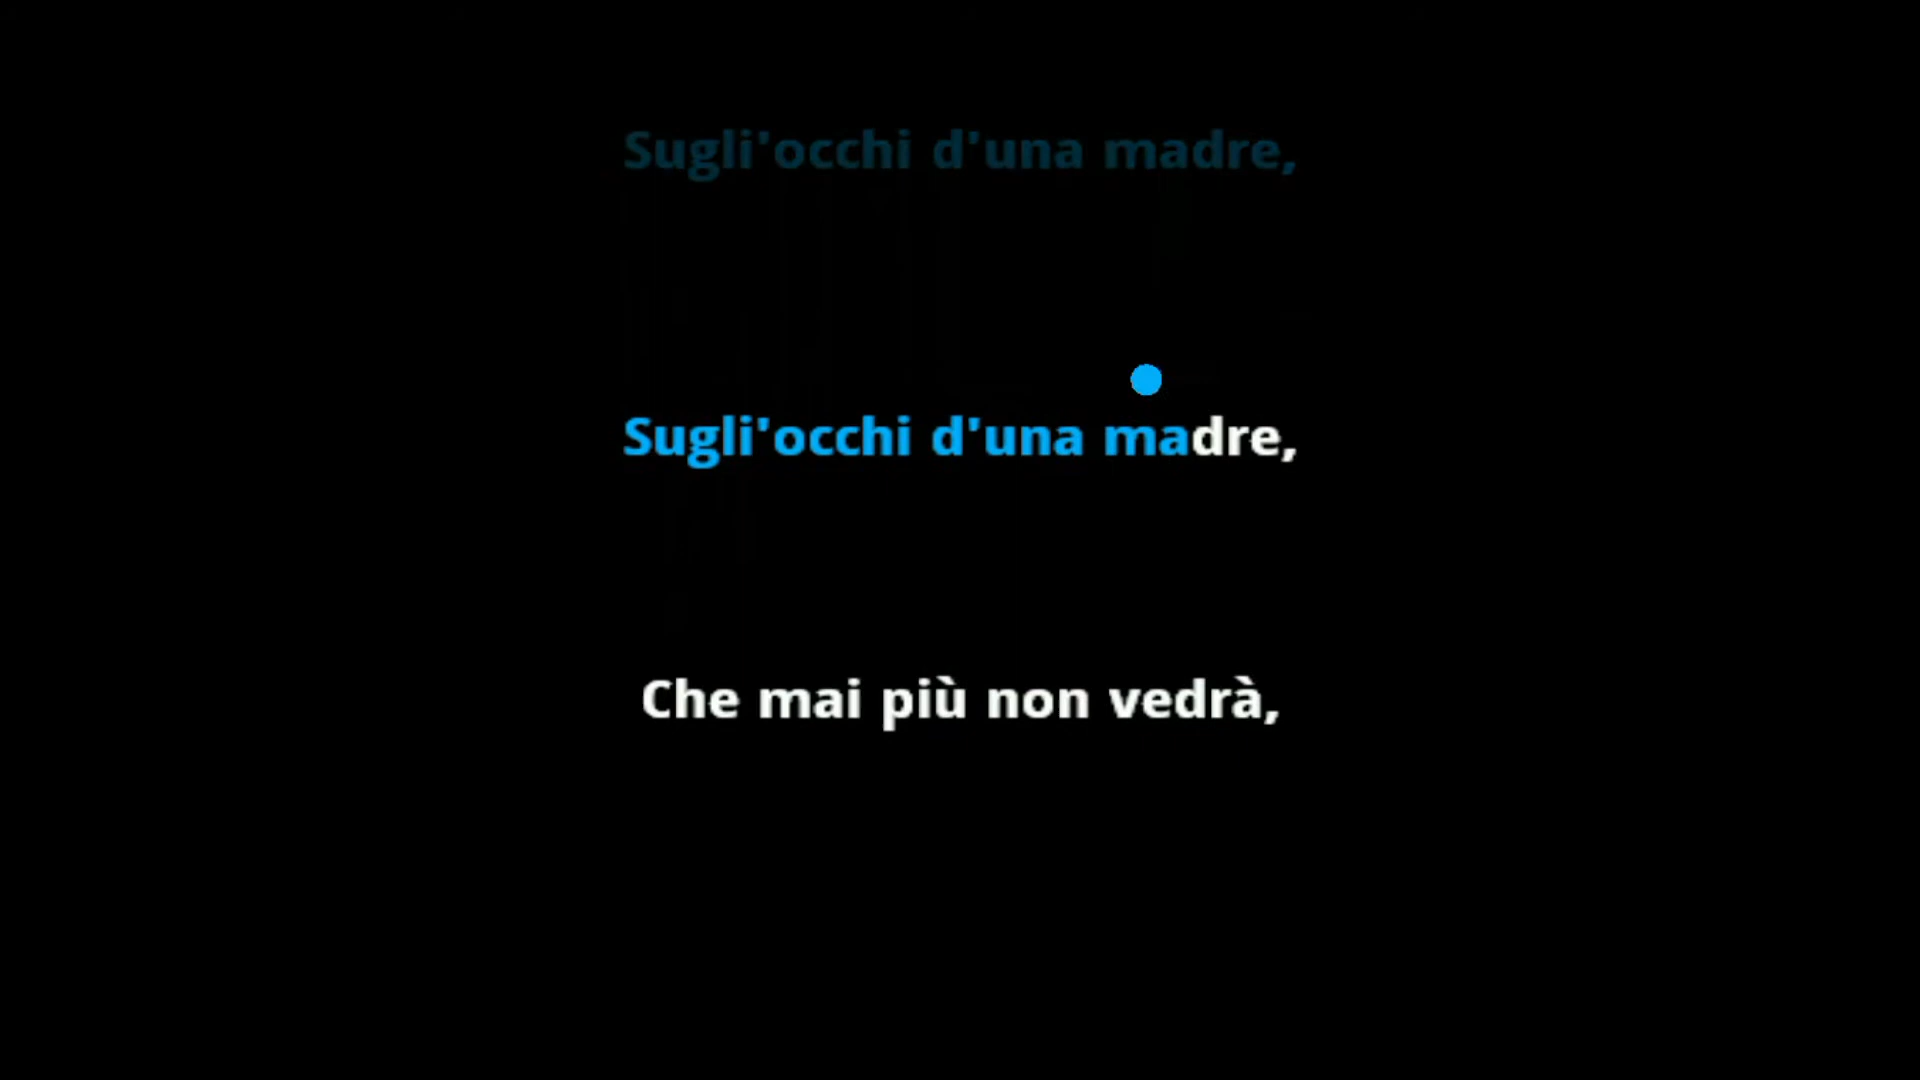 Sugli'occhi d'una madre,
Sugli'occhi d'una madre,
Che mai più non vedrà,